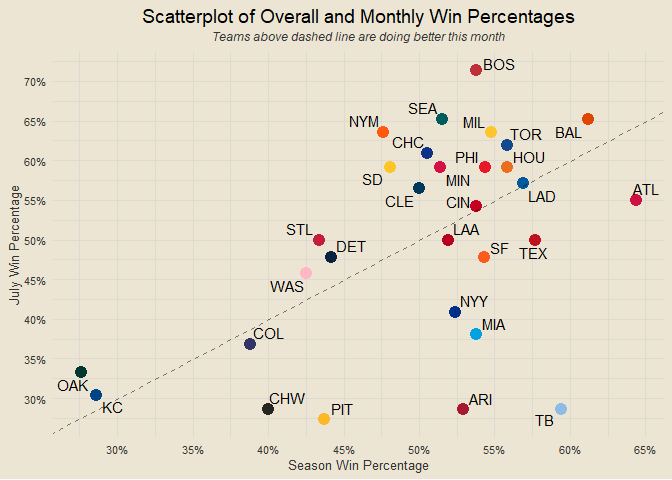 Scatterplot of Overall and Monthly Win Percentages
Teams above dashed line are doing better this month
July Win Percentage
70%
65%
60%
55%
50%
45%
40%
35%
30%
BOS
SEA
NYM
MIL
BAL
TOR
CHC
PHI
HOU
SD
MIN
CLE
LAD
ATL
CIN
STL
LAA
DET
SF
TEX
WAS
NYY
MIA
COL
OAK
KC
CHW
PIT
ARI
TB
30%
35%
40%
45%
50%
55%
60%
65%
Season Win Percentage